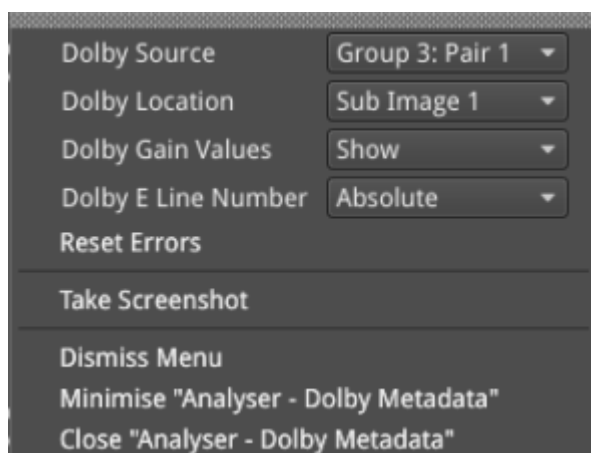 Dolby Source Group 3: Pair 1
Dolby Location Sub Image 1
Dolby Gain Values Show
Dolby E Line Number Absolute
Reset Errors
Take Screenshot
Dismiss Menu
Minimise "Analyser - Dolby Metadata"
Close "Analyser - Dolby Metadata"